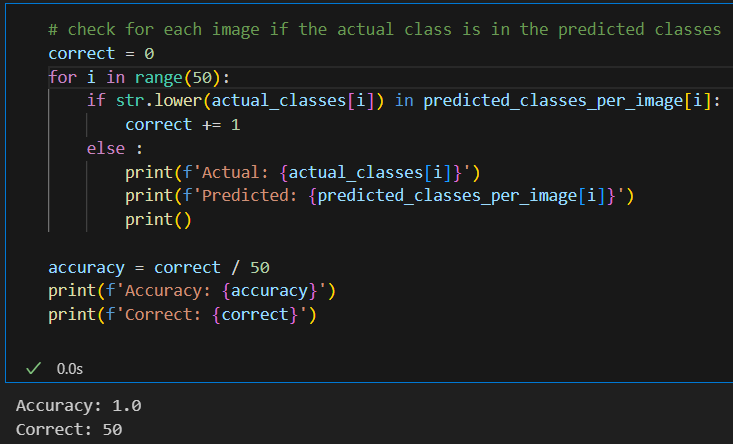 # check for each image if the actual class is in the predicted classes
correct = 0
for i in range(50):
    if str.lower(actual_classes[i]) in predicted_classes_per_image[i]:
        correct += 1
    else :
        print(f'Actual: {actual_classes[i]}')
        print(f'Predicted: {predicted_classes_per_image[i]}')
        print()

accuracy = correct / 50
print(f'Accuracy: {accuracy}')
print(f'Correct: {correct}')
0.0s
Accuracy: 1.0
Correct: 50